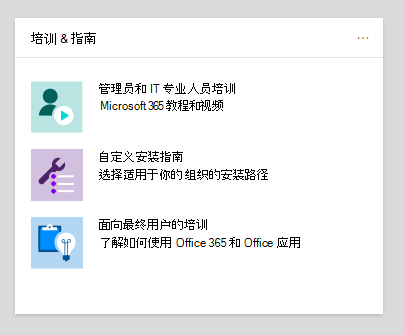 培训 & 指南
管理员和 IT 专业人员培训
Microsoft 365 教程和视频
自定义安装指南
选择适用于你的组织的安装路径
面向最终用户的培训
了解如何使用 Office 365 和 Office 应用